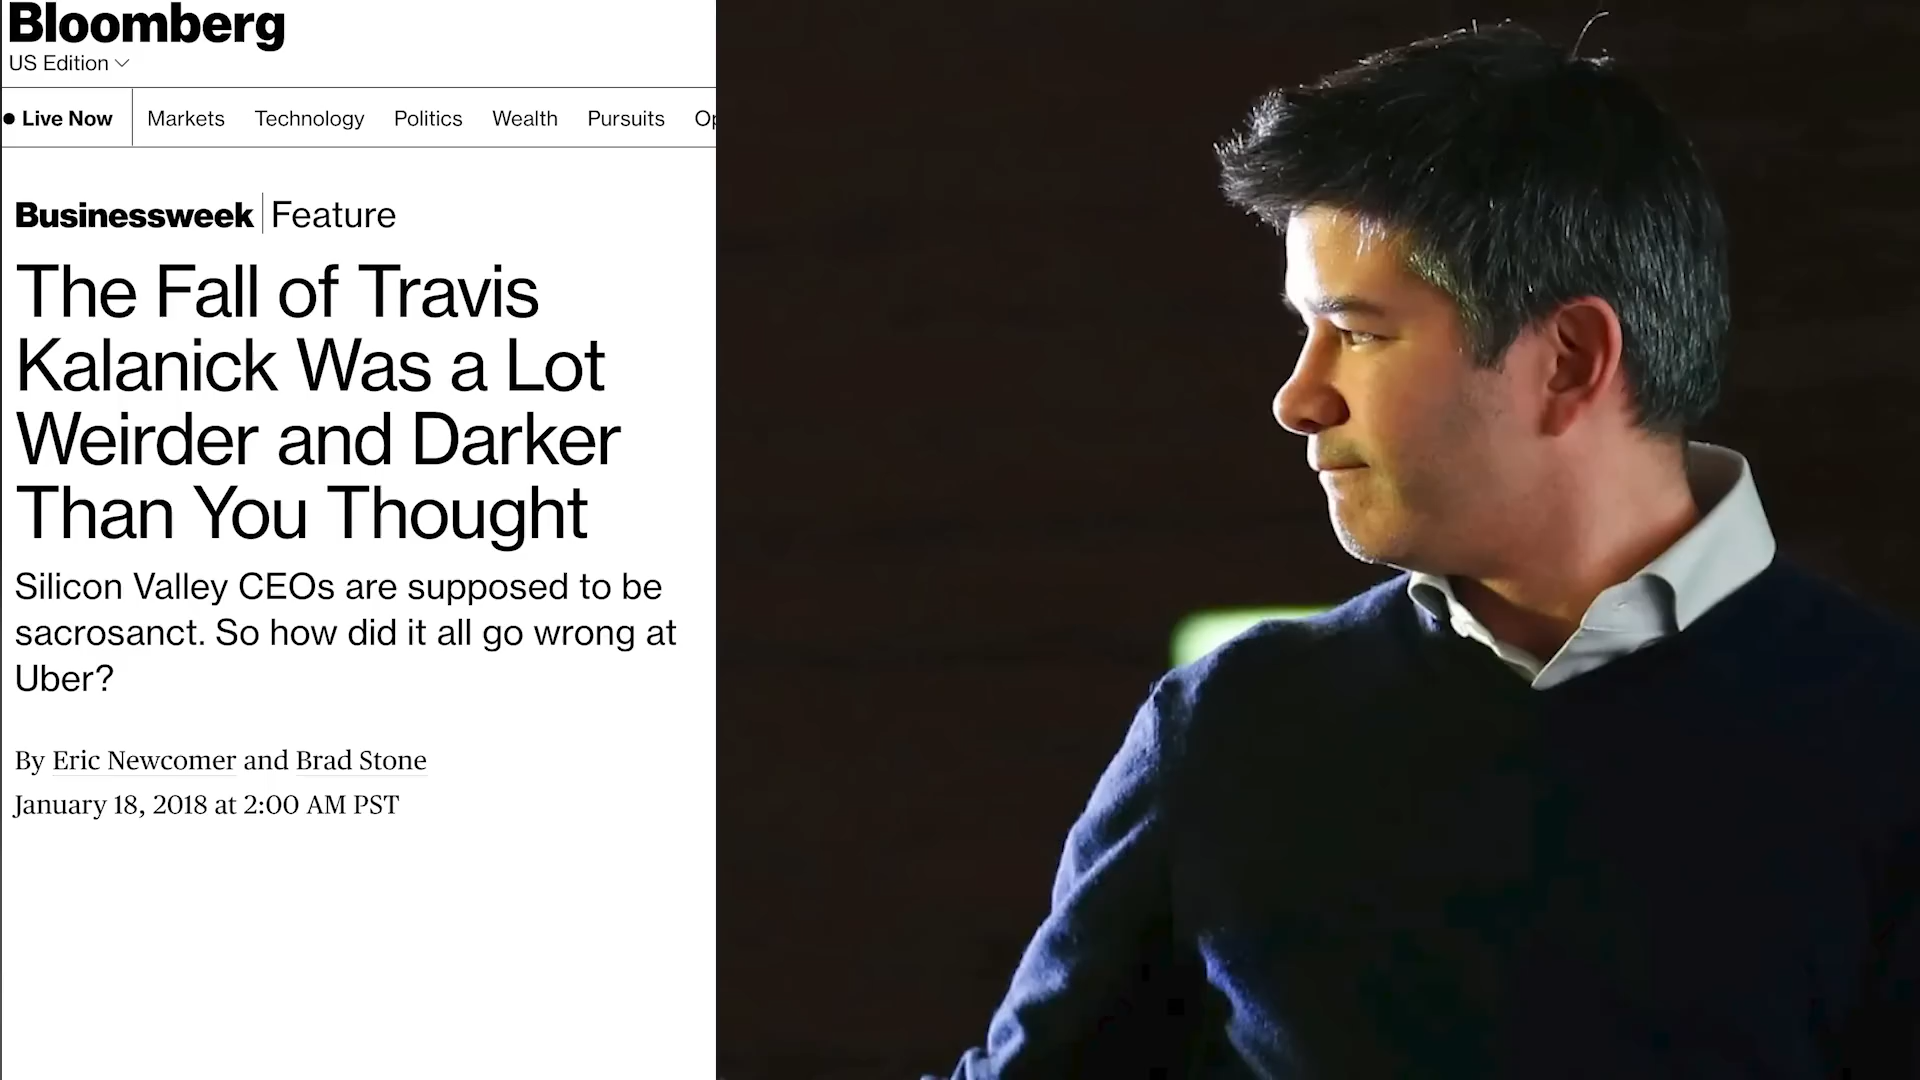 Bloomberg
US Edition
Live Now Markets Technology Politics Wealth Pursuits
Businessweek Feature
The Fall of Travis
Kalanick Was a Lot
Weirder and Darker
Than You Thought
Silicon Valley CEOs are supposed to be
sacrosanct. So how did it all go wrong at
Uber?
By Eric Newcomer and Brad Stone
January 18, 2018 at 2:00 AM PST